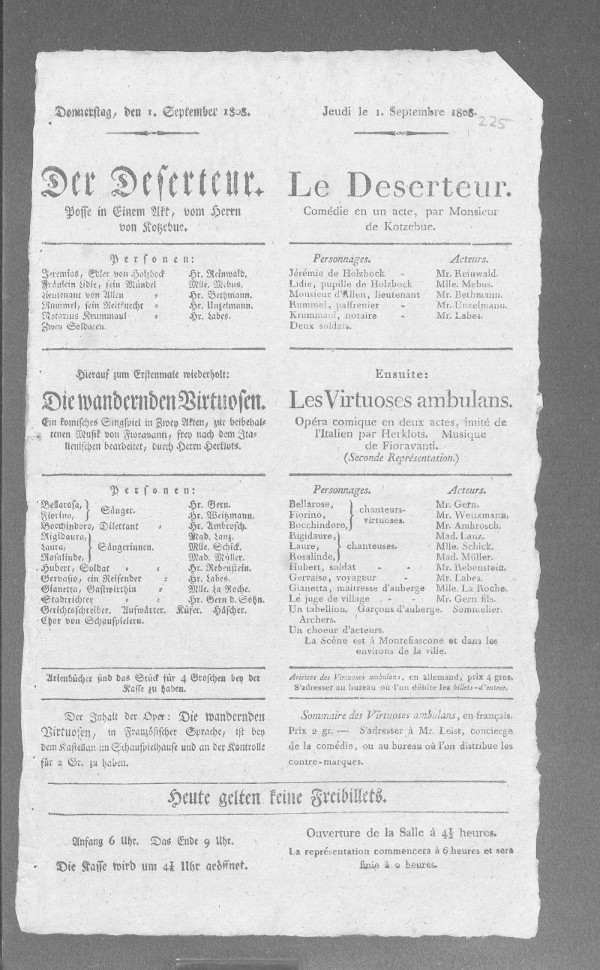 Donnerstag, den 1. September 1808.
Der Deserteur.
Posse in Einem Akt, vom Herrn
von Kotzebue.
Personen:
Jeremias, Edler von Holzbock Hr. Reinwald.
Fräulein Lidie, sein Mündel Mlle. Mebus.
Lieutenant von Allen Hr. Bethmann.
Rummel, sein Reitknecht Hr. Unzelmann.
Notarius Krummaul Hr. Labes.
Zwey Soldaten.
Hierauf zum Erstenmale wiederholt:
Die wandernden Virtuosen.
Ein komisches Singspiel in Zwey Akten, zur beibehal-
tenen Musik von Fioravanti, frey nach dem Ita-
lienischen bearbeitet, durch Herrn Herklots.
Personen:
Bellarosa, } Sänger. Hr. Gern.
Fiorino, Hr. Weitzmann.
Bocchindoro, Dilettant Hr. Ambrosch.
Rigidaura, Mad. Lanz.
Laura, } Sängerinnen. Mlle. Schick.
Rosalinde, Mad. Müller.
Hubert, Soldat Hr. Rebenstein.
Gervasio, ein Reisender Hr. Labes.
Gianetta, Gastwirthin Mlle. La Roche.
Stadtrichter Hr. Gern d. Sohn.
Gerichtschreiber. Aufwärter. Küfer. Häscher.
Chor von Schauspielern.
Arienbücher sind das Stück für 4 Groschen bey der
Kasse zu haben.
Der Inhalt der Oper: Die wandernden
Virtuosen, in Französischer Sprache, ist bey
dem Kastellan im Schauspielhause und an der Kontrolle
für 2 Gr. zu haben.
Jeudi le 1. Septembre 1808.
225
Le Deserteur.
Comédie en un acte, par Monsieur
de Kotzebue.
Personnages. Acteurs.
Jérémie de Holzbock - Mr. Reinwald.
Lidie, pupille de Holzbock Mlle. Mebus.
Monsieur d'Allen, lieutenant Mr. Bethmann.
Rummel, palfrenier - Mr. Unzelmann.
Krummaul, notaire - Mr. Labes.
Deux soldats.
Ensuite:
Les Virtuoses ambulans.
Opéra comique en deux actes, imité de
l'Italien par Herklots. Musique
de Fioravanti.
(Seconde Représentation.)
Personnages. Acteurs.
Bellarose, Mr. Gern.
Fiorino, } chanteurs-virtuoses. Mr. Weitzmann.
Bocchindoro, Mr. Ambrosch.
Rigidaure, Mad. Lanz.
Laure, } chanteuses. Mlle. Schick.
Rosalinde, Mad. Müller.
Hubert, soldat - - Mr. Rebenstein.
Gervaise, voyageur - Mr. Labes.
Gianetta, maitresse d'auberge Mlle. La Roche.
Le juge de village - - Mr. Gern fils.
Un tabellion. Garçons d'auberge. Sommelier.
Archers.
Un choeur d'acteurs.
La Scène est à Montefiascone et dans les
environs de la ville.
Ariettes des Virtuoses ambulans, en allemand, prix 4 gros.
S'adresser au bureau où l'on débite les billets-d'entrée.
Sommaire des Virtuoses ambulans, en français.
Prix 2 gr. — S'adresser à Mr. Leist, concierge
de la comédie, ou au bureau où l'on distribue les
contre-marques.
Heute gelten keine Freibillets.
Anfang 6 Uhr. Das Ende 9 Uhr.
Die Kasse wird um 4½ Uhr geöffnet.
Ouverture de la Salle à 4½ heures.
La représentation commencera à 6 heures et sera
finie à 9 heures.